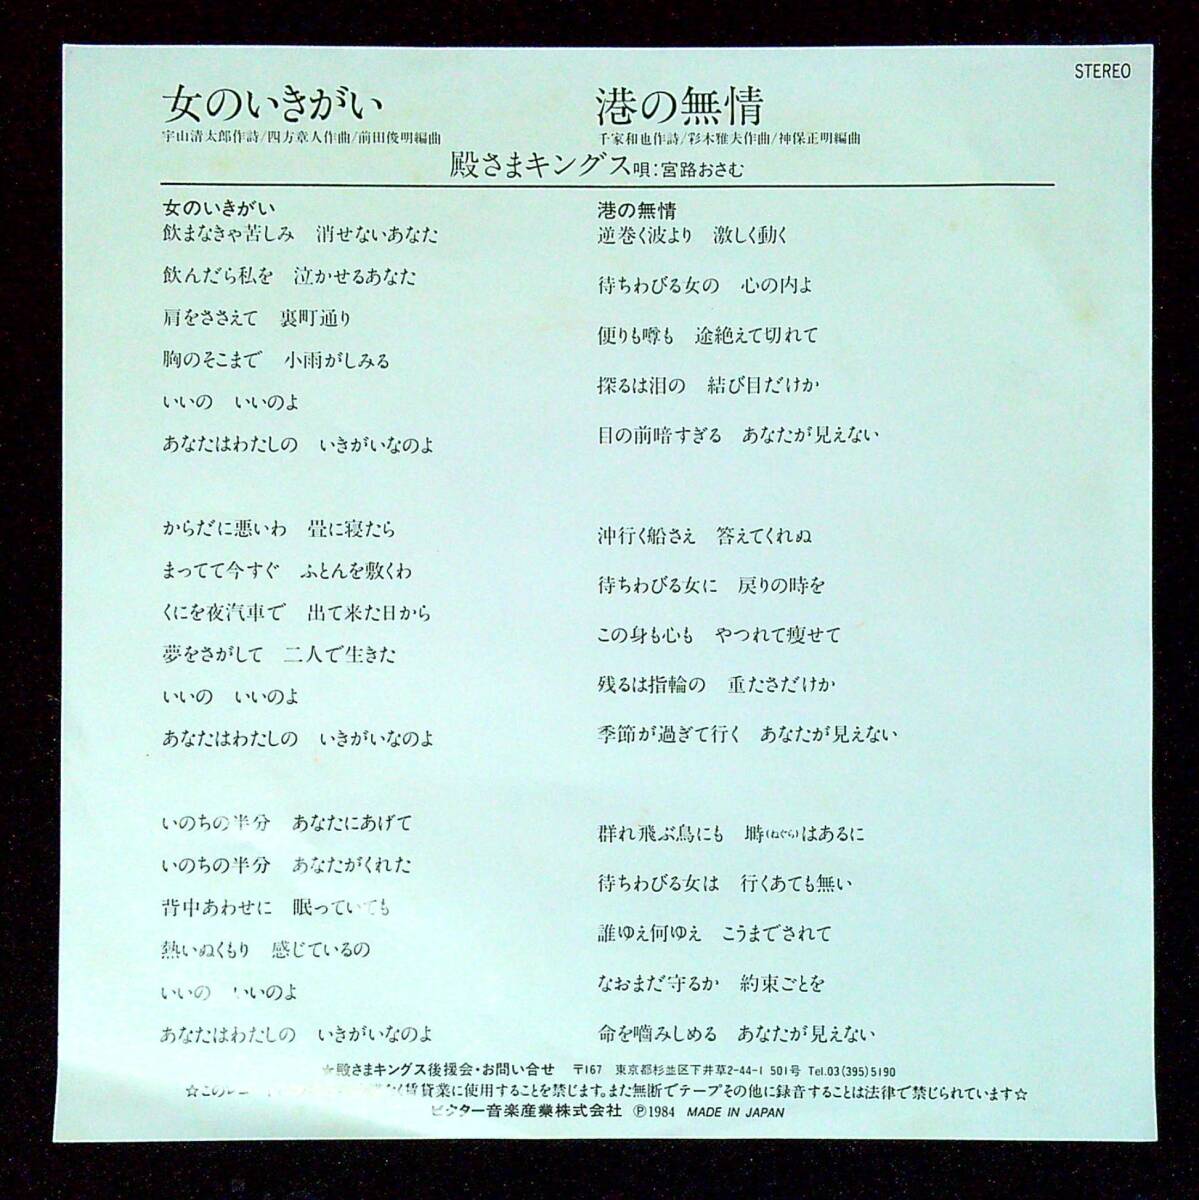 STEREO
女のいきがい
宇山清太郎作詩/四方章人作曲/前田俊明編曲
港の無情
千家和也作詩/彩木雅夫作曲/神保正明編曲
殿さまキングス唄:宮路おさむ
女のいきがい
飲まなきゃ苦しみ 消せないあなた
飲んだら私を 泣かせるあなた
肩をささえて 裏町通り
胸のそこまで 小雨がしみる
いいの いいのよ
あなたはわたしの いきがいなのよ
からだに悪いわ 畳に寝たら
まってて今すぐ ふとんを敷くわ
くにを夜汽車で 出て来た日から
夢をさがして 二人で生きた
いいの いいのよ
あなたはわたしの いきがいなのよ
いのちの半分 あなたにあげて
いのちの半分 あなたがくれた
背中あわせに 眠っていても
熱いぬくもり 感じているの
いいの いいのよ
あなたはわたしの いきがいなのよ
港の無情
逆巻く波より 激しく動く
待ちわびる女の 心の内よ
便りも噂も 途絶えて切れて
探るは泪の 結び目だけか
目の前暗すぎる あなたが見えない
沖行く船さえ 答えてくれぬ
待ちわびる女に 戻りの時を
この身も心も やつれて痩せて
残るは指輪の 重たさだけか
季節が過ぎて行く あなたが見えない
群れ飛ぶ鳥にも 塒(ねぐら)はあるに
待ちわびる女は 行くあても無い
誰ゆえ何ゆえ こうまでされて
なおまだ守るか 約束ごとを
命を嚙みしめる あなたが見えない
☆殿さまキングス後援会・お問い合せ 〒167 東京都杉並区下井草2-44-1 501号 Tel.03(395)5190
☆このレコード く賃貸業に使用することを禁じます。また無断でテープその他に録音することは法律で禁じられています☆
ビクター音楽産業株式会社 Ⓟ1984 MADE IN JAPAN